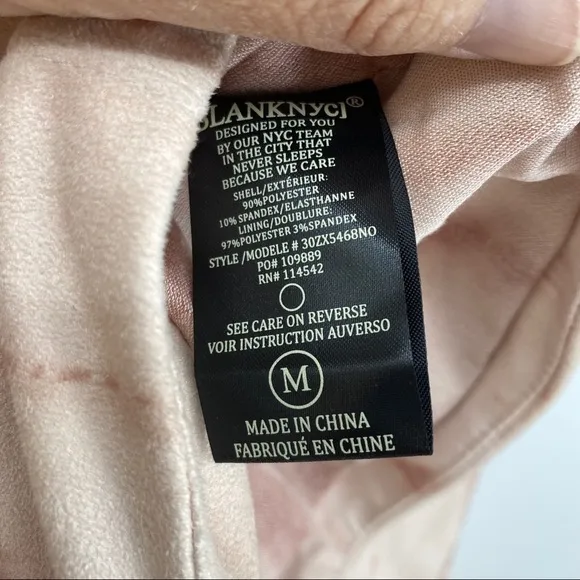 BLANKNYC]®
DESIGNED FOR YOU
BY OUR NYC TEAM
IN THE CITY THAT
NEVER SLEEPS
BECAUSE WE CARE
SHELL/EXTÉRIEUR:
90%POLYESTER
10% SPANDEX/ELASTHANNE
LINING/DOUBLURE:
97%POLYESTER 3%SPANDEX
STYLE /MODELE # 30ZX5468NO
PO# 109889
RN# 114542
SEE CARE ON REVERSE
VOIR INSTRUCTION AUVERSO
M
MADE IN CHINA
FABRIQUÉ EN CHINE